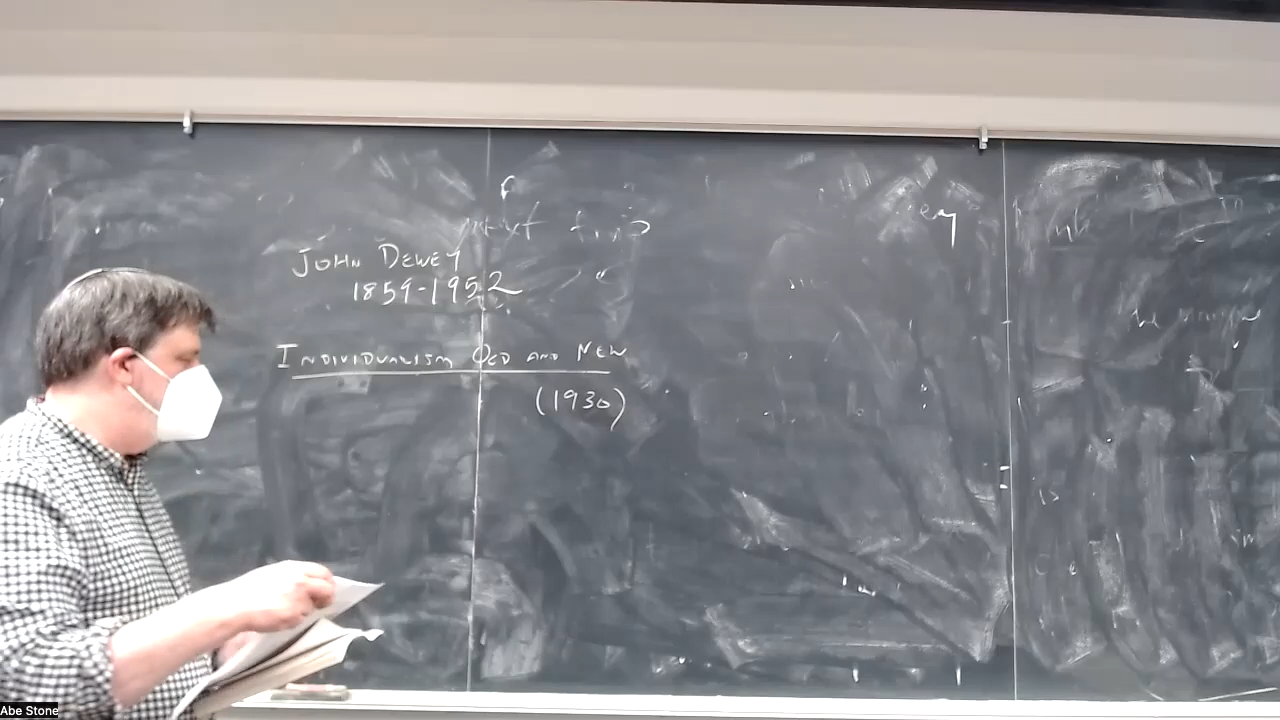 JOHN DEWEY
1859-1952
INDIVIDUALISM OLD AND NEW
(1930)
Abe Stone